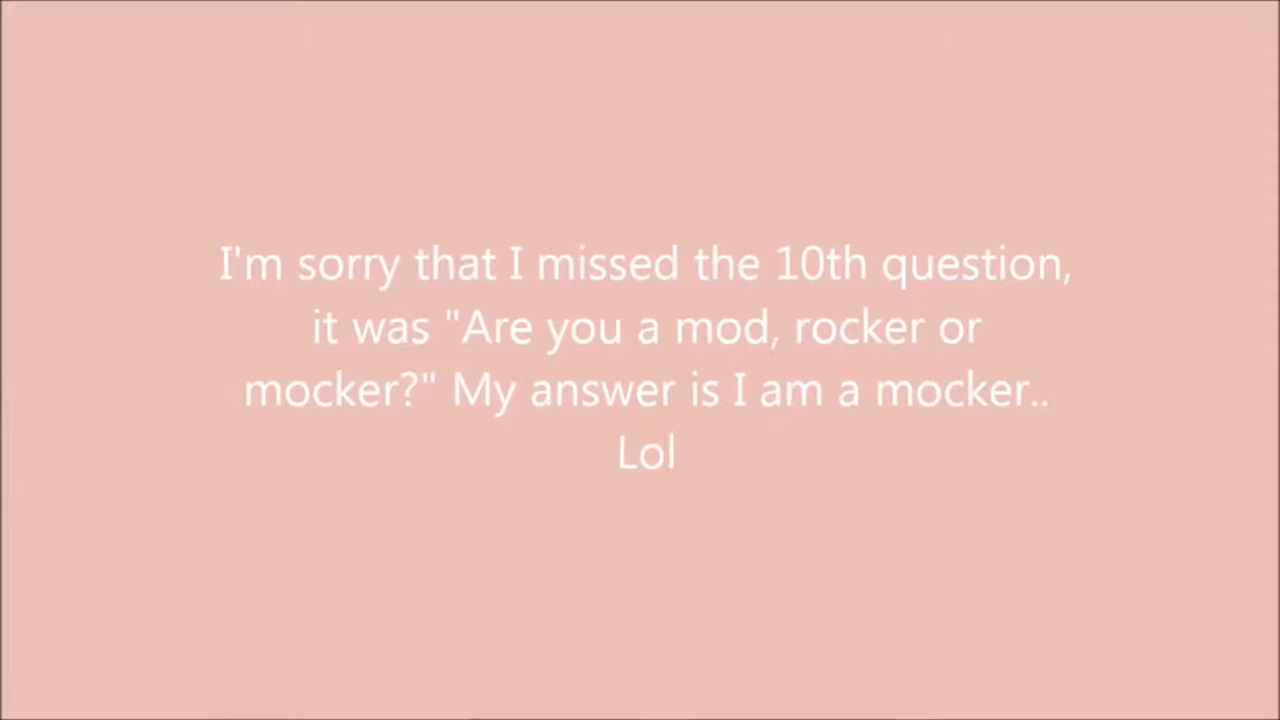 I'm sorry that I missed the 10th question,
it was "Are you a mod, rocker or
mocker?" My answer is I am a mocker..
Lol